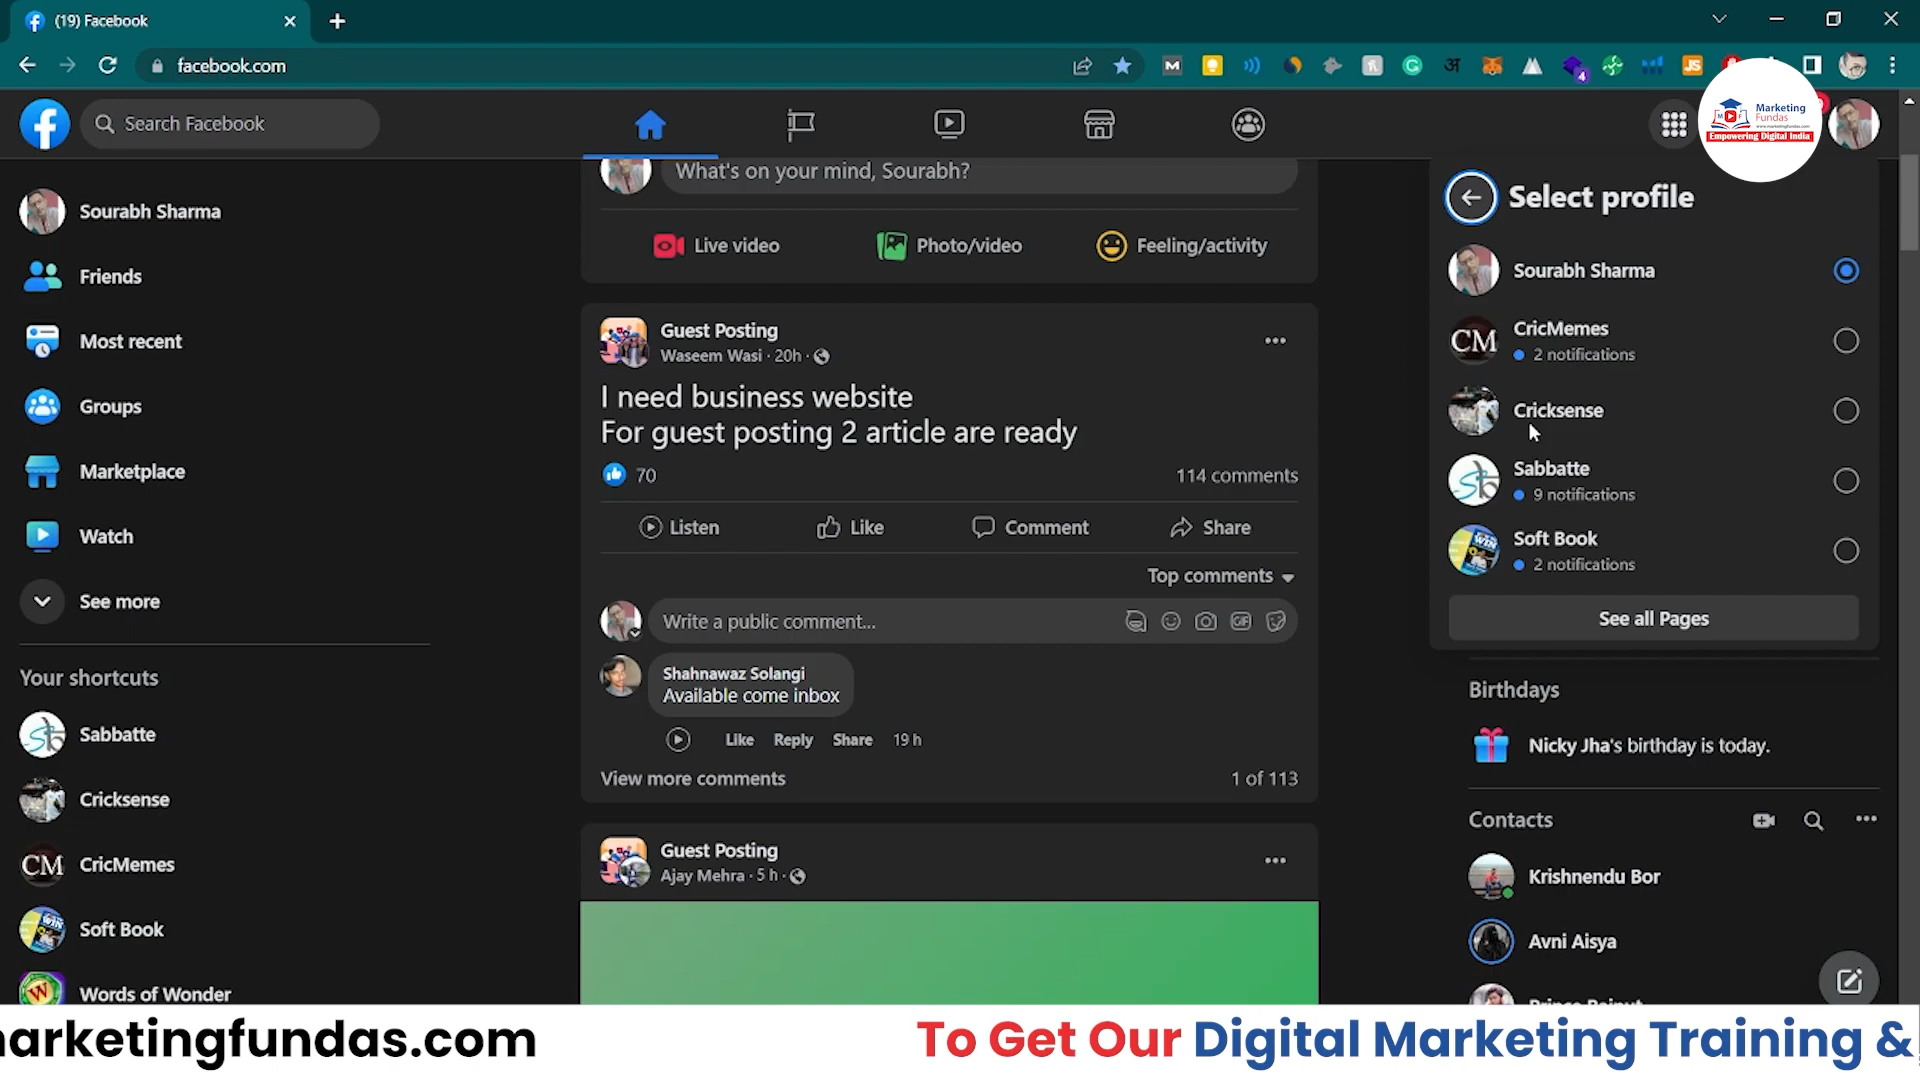 (19) Facebook
facebook.com
Search Facebook
Marketing
Fundas
www.marketingfundas.com
Empowering Digital India
Sourabh Sharma
Friends
Most recent
Groups
Marketplace
Watch
See more
Your shortcuts
Sabbatte
Cricksense
CM CricMemes
Soft Book
Words of Wonder
What's on your mind, Sourabh?
Live video
Photo/video
Feeling/activity
Guest Posting
Waseem Wasi · 20h ·
I need business website
For guest posting 2 article are ready
70
114 comments
Listen
Like
Comment
Share
Top comments
Write a public comment...
GIF
Shahnawaz Solangi
Available come inbox
Like Reply Share 19 h
View more comments
1 of 113
Guest Posting
Ajay Mehra · 5 h ·
Select profile
Sourabh Sharma
CM CricMemes
2 notifications
Cricksense
Sabbatte
9 notifications
Soft Book
2 notifications
See all Pages
Birthdays
Nicky Jha's birthday is today.
Contacts
Krishnendu Bor
Avni Aisya
arketingfundas.com
To Get Our Digital Marketing Training &